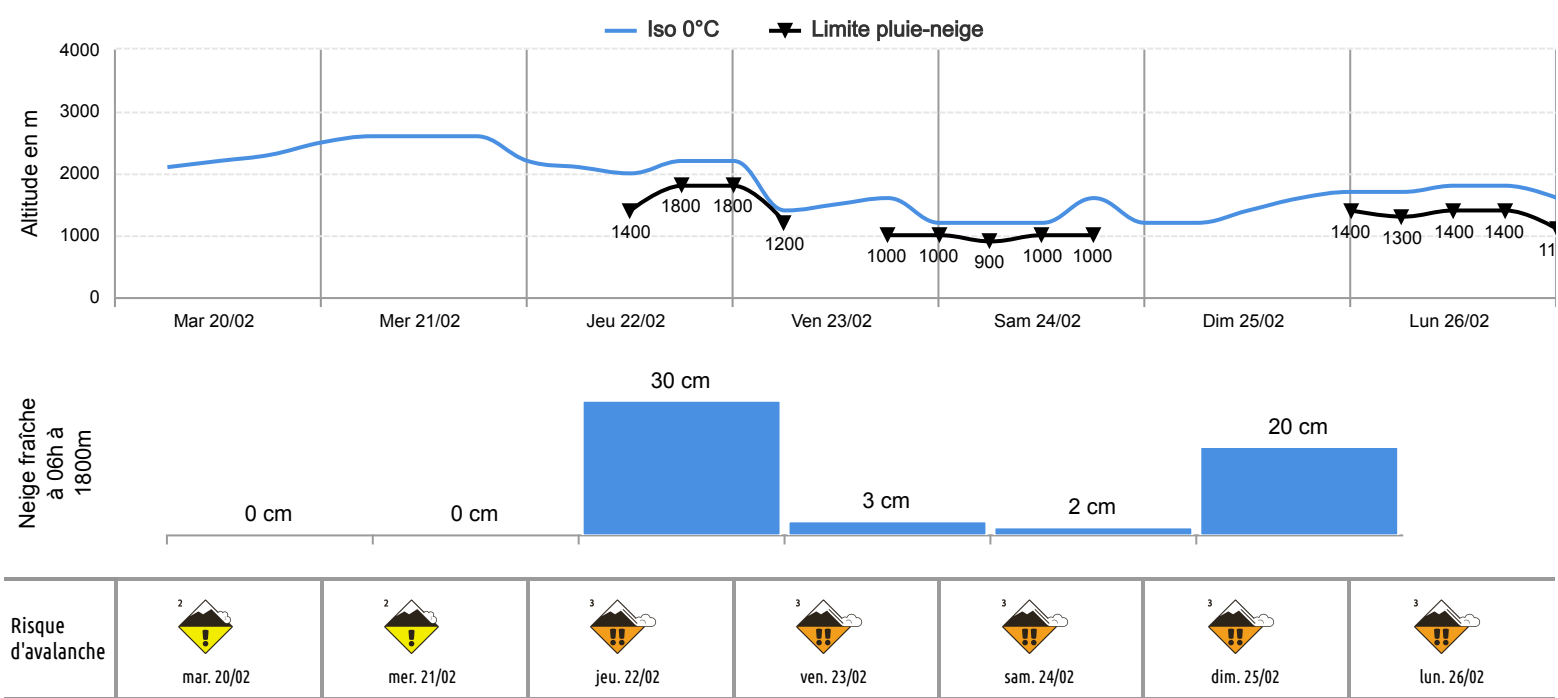 Iso 0°C Limite pluie-neige
4000
3000
2000
1000
0
Altitude en m
1400 1800 1800 1200 1000 1000 900 1000 1000 1400 1300 1400 1400 11
Mar 20/02 Mer 21/02 Jeu 22/02 Ven 23/02 Sam 24/02 Dim 25/02 Lun 26/02
Neige fraîche
à 06h à
1800m
0 cm 0 cm 30 cm 3 cm 2 cm 20 cm
Risque
d'avalanche
2 2 3 3 3 3 3
! ! !! !! !! !! !!
mar. 20/02 mer. 21/02 jeu. 22/02 ven. 23/02 sam. 24/02 dim. 25/02 lun. 26/02